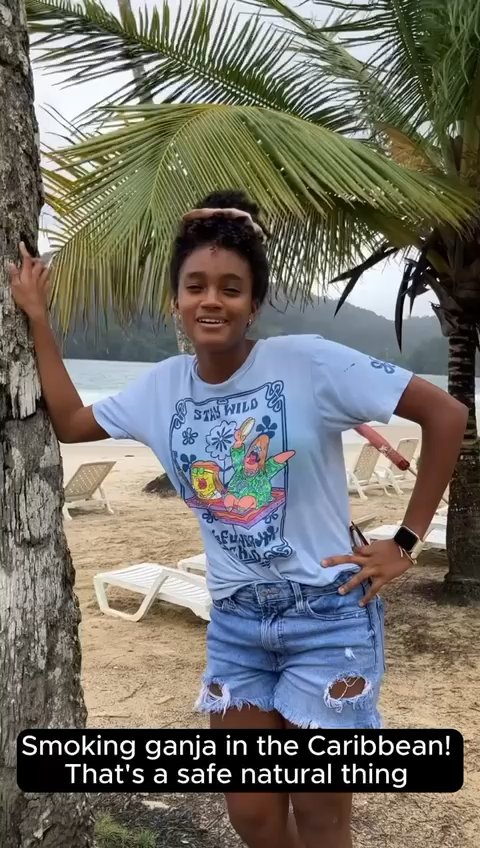 STAY WILD
Smoking ganja in the Caribbean!
That's a safe natural thing